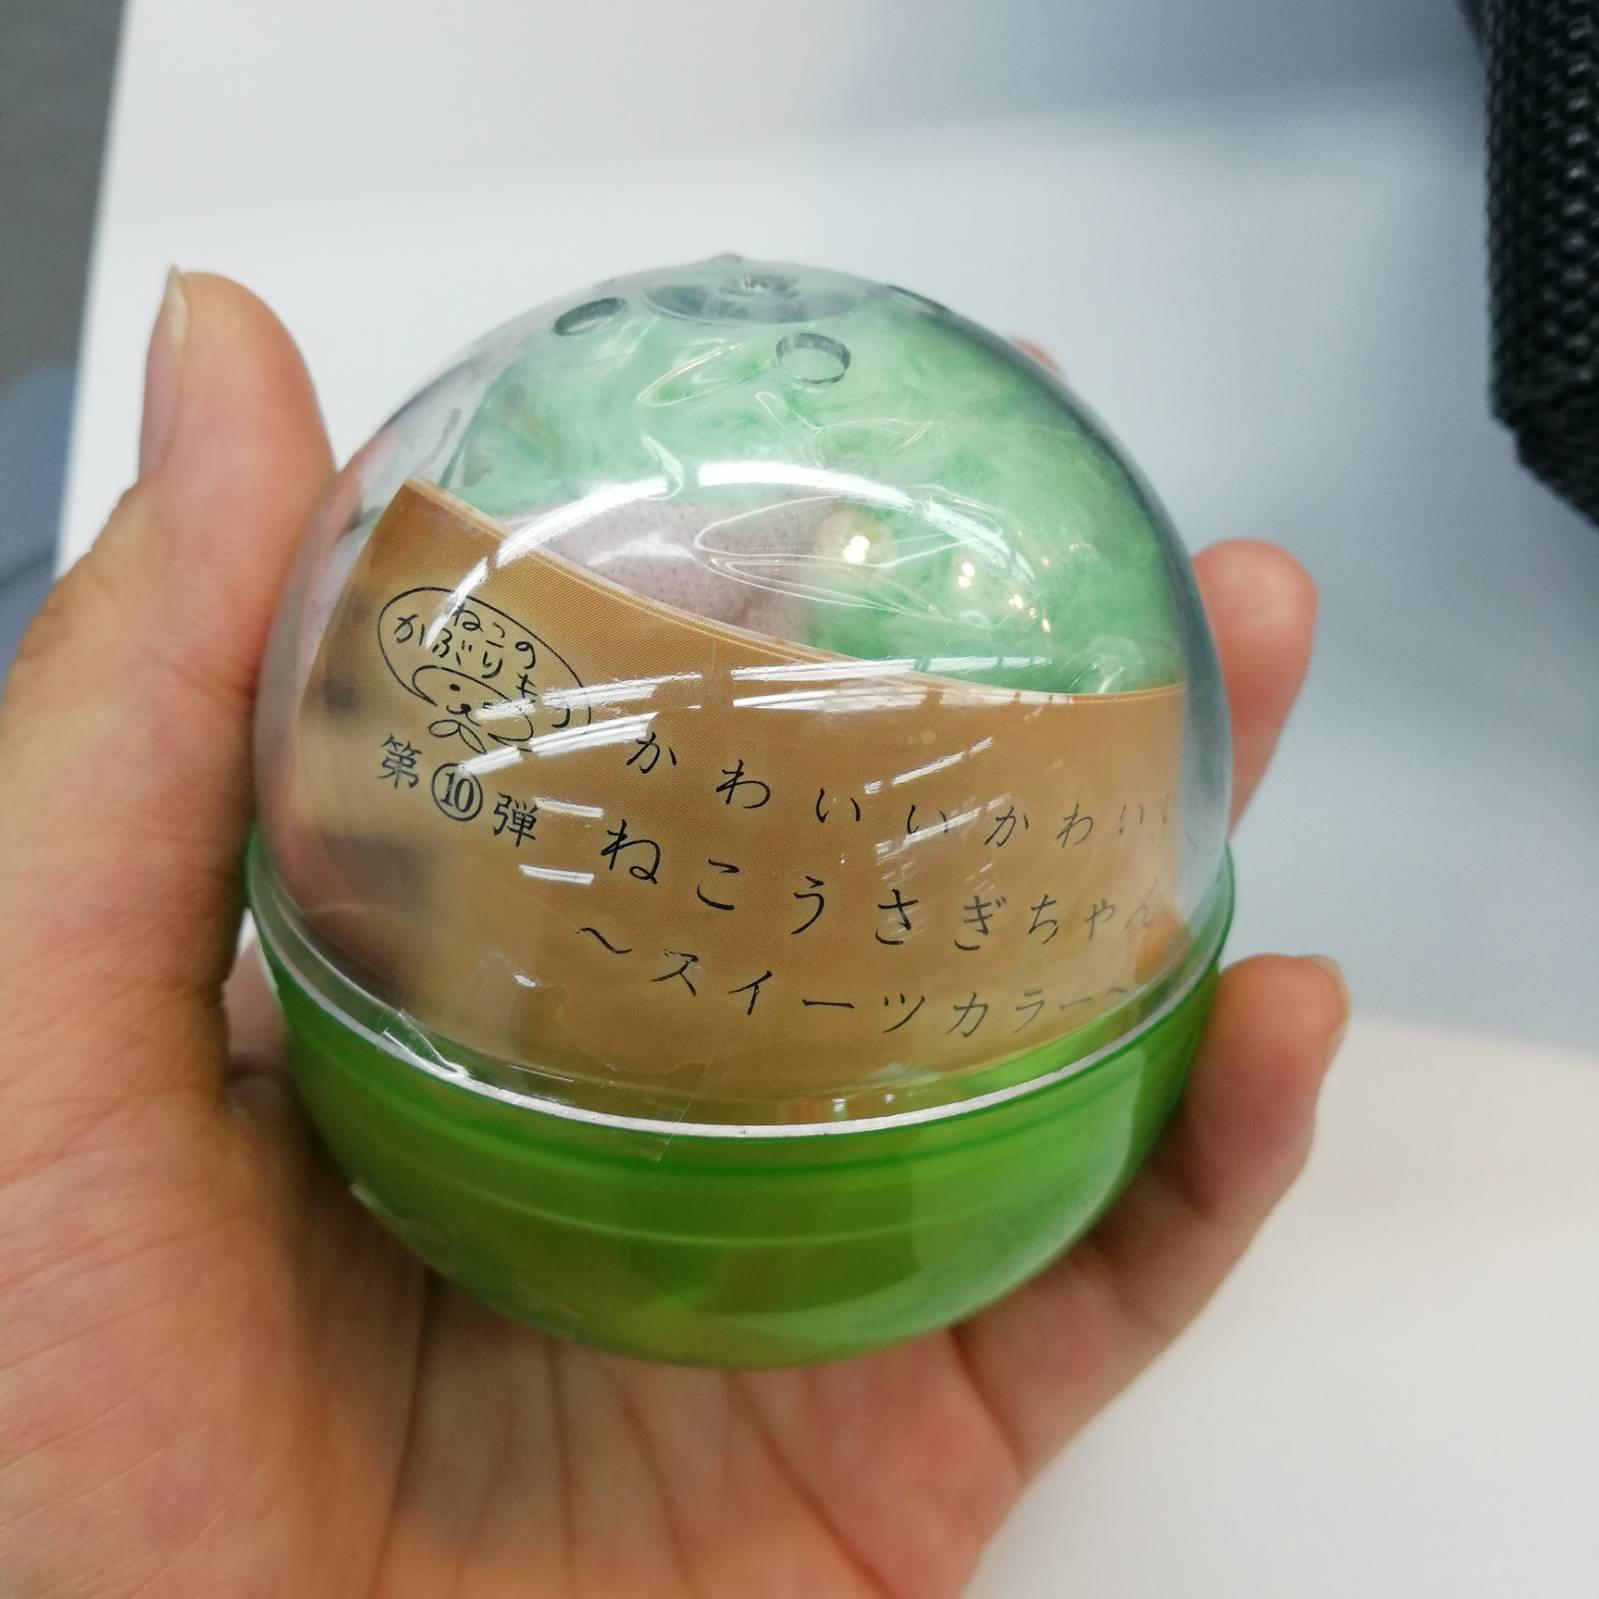 ねこの
かぶりもの
第⑩弾
かわいいかわいい
ねこうさぎちゃん
～スイーツカラー～